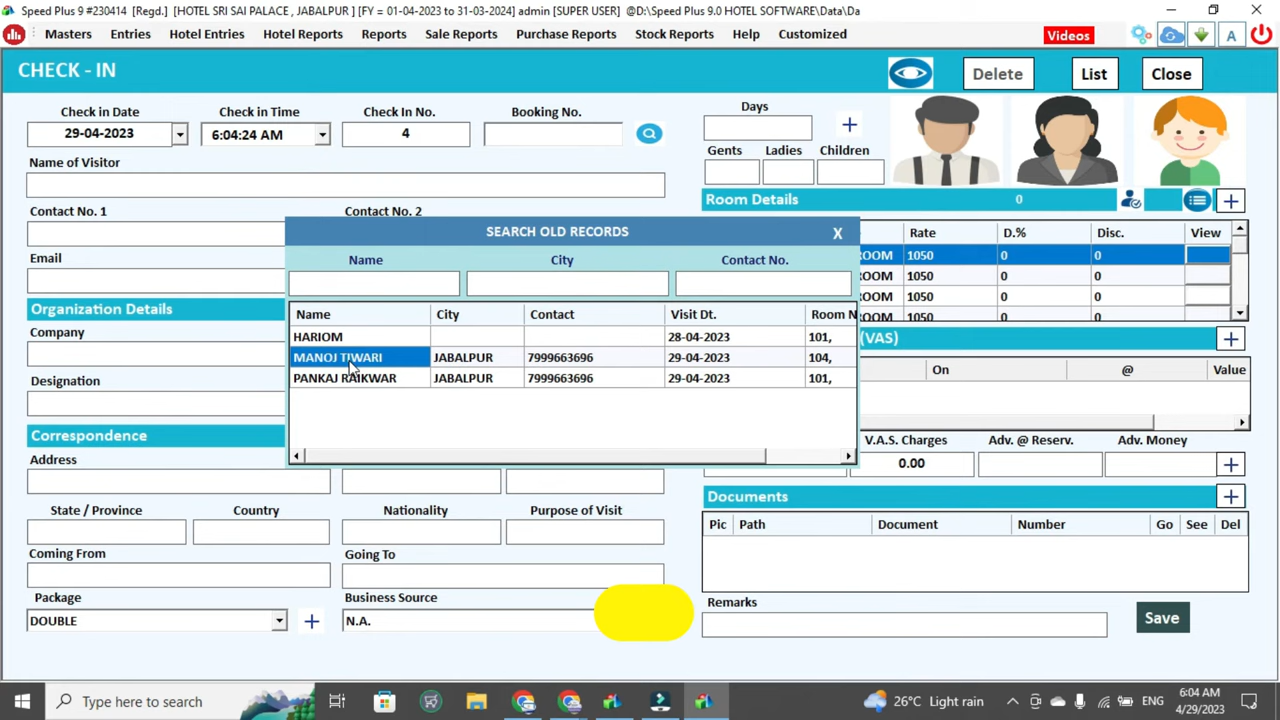 Speed Plus 9 #230414 [Regd.] [HOTEL SRI SAI PALACE , JABALPUR ] [FY = 01-04-2023 to 31-03-2024] admin [SUPER USER] @D:\Speed Plus 9.0 HOTEL SOFTWARE\Data\Da
Masters Entries Hotel Entries Hotel Reports Reports Sale Reports Purchase Reports Stock Reports Help Customized Videos A
CHECK - IN Delete List Close
Check in Date Check in Time Check In No. Booking No. Days
29-04-2023 6:04:24 AM 4
Gents Ladies Children
Name of Visitor
Room Details 0
Contact No. 1 Contact No. 2
SEARCH OLD RECORDS X
Rate D.% Disc. View
Name City Contact No.
OOM 1050 0 0
ROOM 1050 0 0
ROOM 1050 0 0
ROOM 1050 0 0
Email
Name City Contact Visit Dt. Room N
HARIOM 28-04-2023 101,
MANOJ TIWARI JABALPUR 7999663696 29-04-2023 104,
PANKAJ RAIKWAR JABALPUR 7999663696 29-04-2023 101,
Organization Details
Company
Designation
(VAS)
On @ Value
V.A.S. Charges Adv. @ Reserv. Adv. Money
0.00
Correspondence
Address
State / Province Country Nationality Purpose of Visit
Coming From Going To
Package Business Source
DOUBLE N.A.
Documents
Pic Path Document Number Go See Del
Remarks
Save
Type here to search 26°C Light rain ENG 6:04 AM
4/29/2023